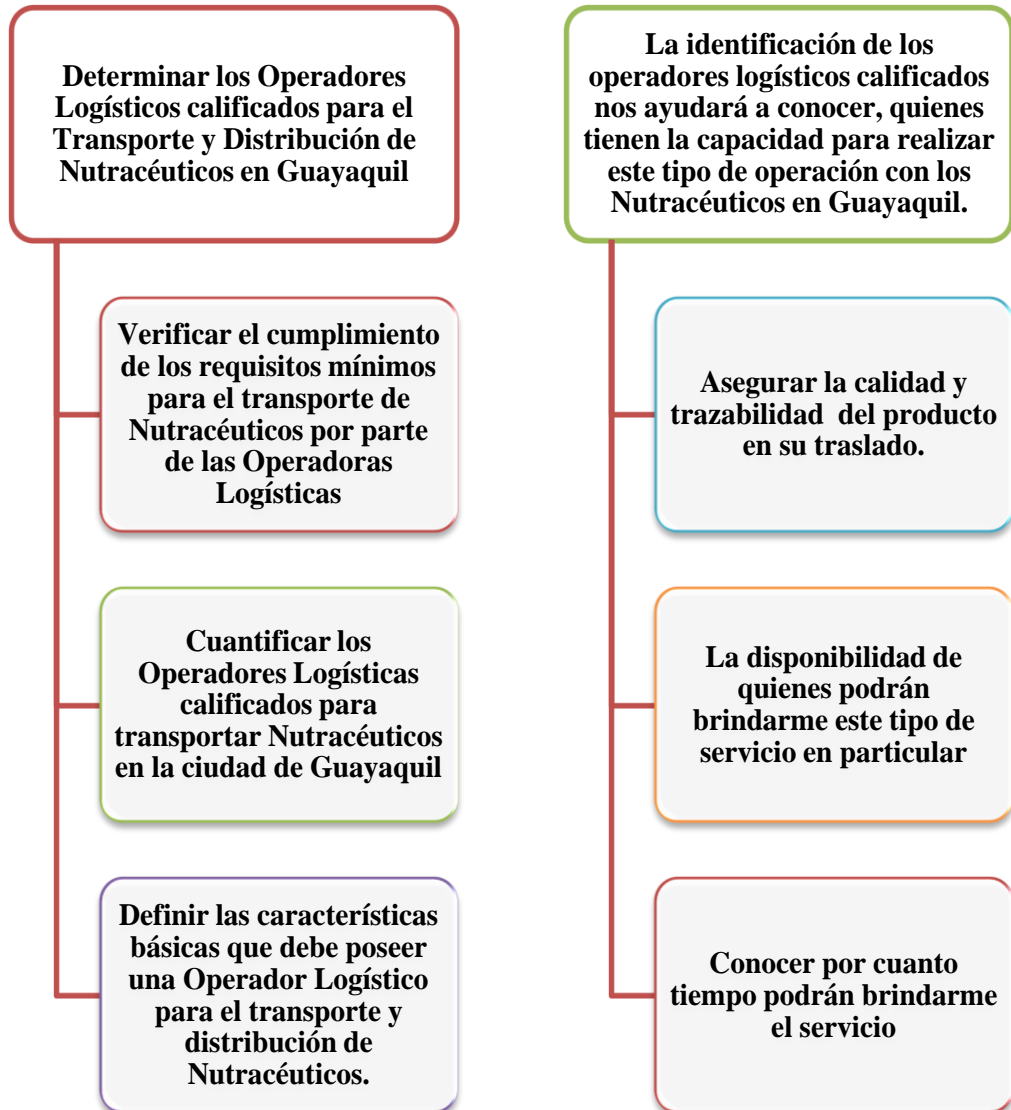 Determinar los Operadores
Logísticos calificados para el
Transporte y Distribución de
Nutracéuticos en Guayaquil
Verificar el cumplimiento
de los requisitos mínimos
para el transporte de
Nutracéuticos por parte
de las Operadoras
Logísticas
Cuantificar los
Operadores Logísticas
calificados para
transportar Nutracéuticos
en la ciudad de Guayaquil
Definir las características
básicas que debe poseer
una Operador Logístico
para el transporte y
distribución de
Nutracéuticos.
La identificación de los
operadores logísticos calificados
nos ayudará a conocer, quienes
tienen la capacidad para realizar
este tipo de operación con los
Nutracéuticos en Guayaquil.
Asegurar la calidad y
trazabilidad  del producto
en su traslado.
La disponibilidad de
quienes podrán
brindarme este tipo de
servicio en particular
Conocer por cuanto
tiempo podrán brindarme
el servicio